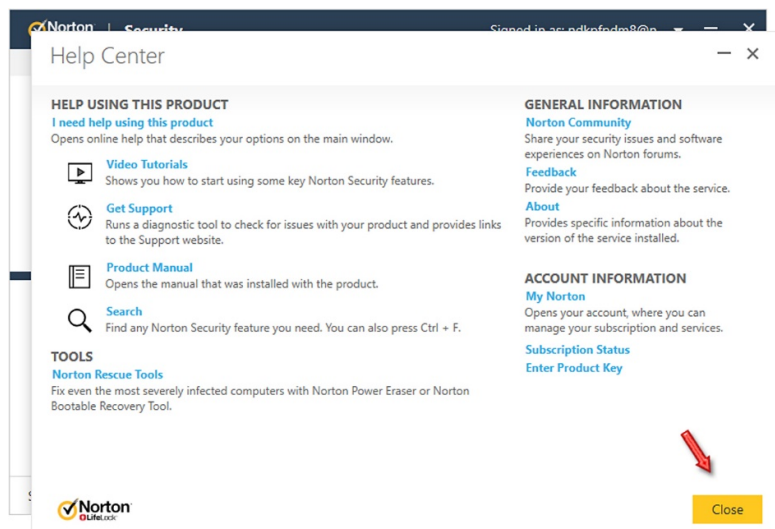 Norton | Security
Signed in as: ndknfpdm8@n
Help Center
HELP USING THIS PRODUCT
I need help using this product
Opens online help that describes your options on the main window.
Video Tutorials
Shows you how to start using some key Norton Security features.
Get Support
Runs a diagnostic tool to check for issues with your product and provides links
to the Support website.
Product Manual
Opens the manual that was installed with the product.
Search
Find any Norton Security feature you need. You can also press Ctrl + F.
TOOLS
Norton Rescue Tools
Fix even the most severely infected computers with Norton Power Eraser or Norton
Bootable Recovery Tool.
GENERAL INFORMATION
Norton Community
Share your security issues and software
experiences on Norton forums.
Feedback
Provide your feedback about the service.
About
Provides specific information about the
version of the service installed.
ACCOUNT INFORMATION
My Norton
Opens your account, where you can
manage your subscription and services.
Subscription Status
Enter Product Key
Norton
LifeLock
Close